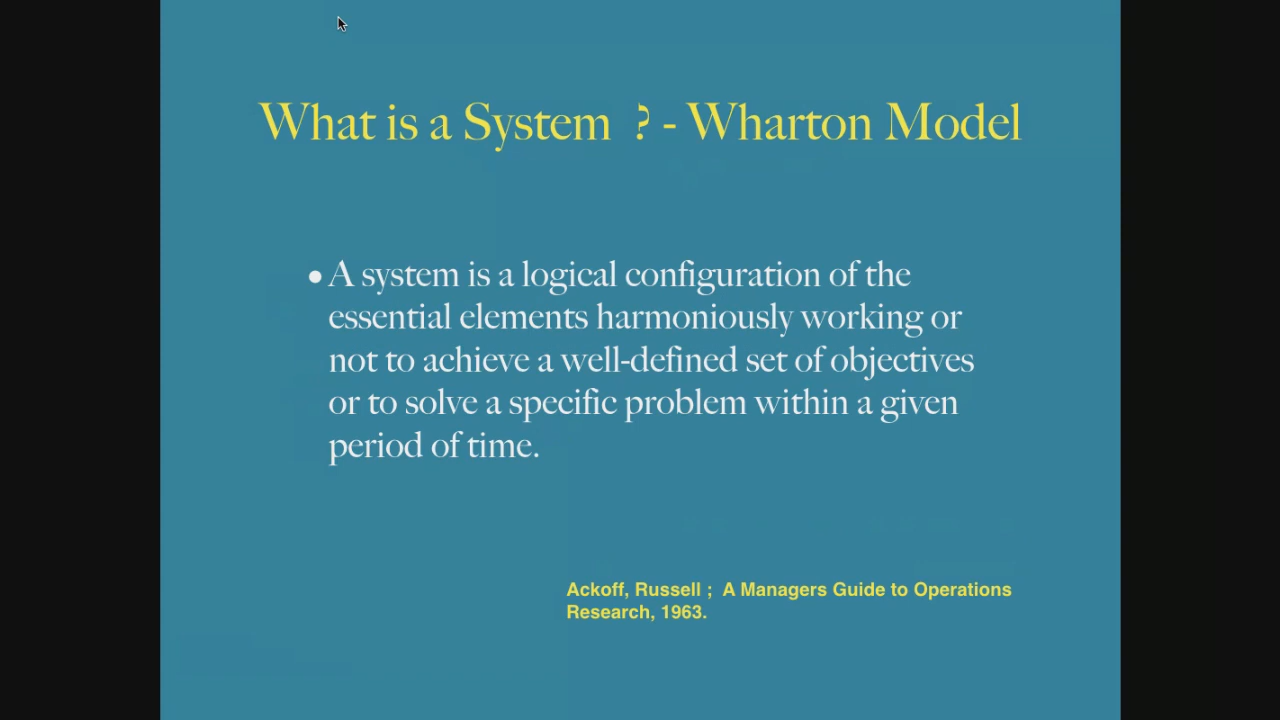 What is a System  ? - Wharton Model
• A system is a logical configuration of the
essential elements harmoniously working or
not to achieve a well-defined set of objectives
or to solve a specific problem within a given
period of time.
Ackoff, Russell ;  A Managers Guide to Operations
Research, 1963.